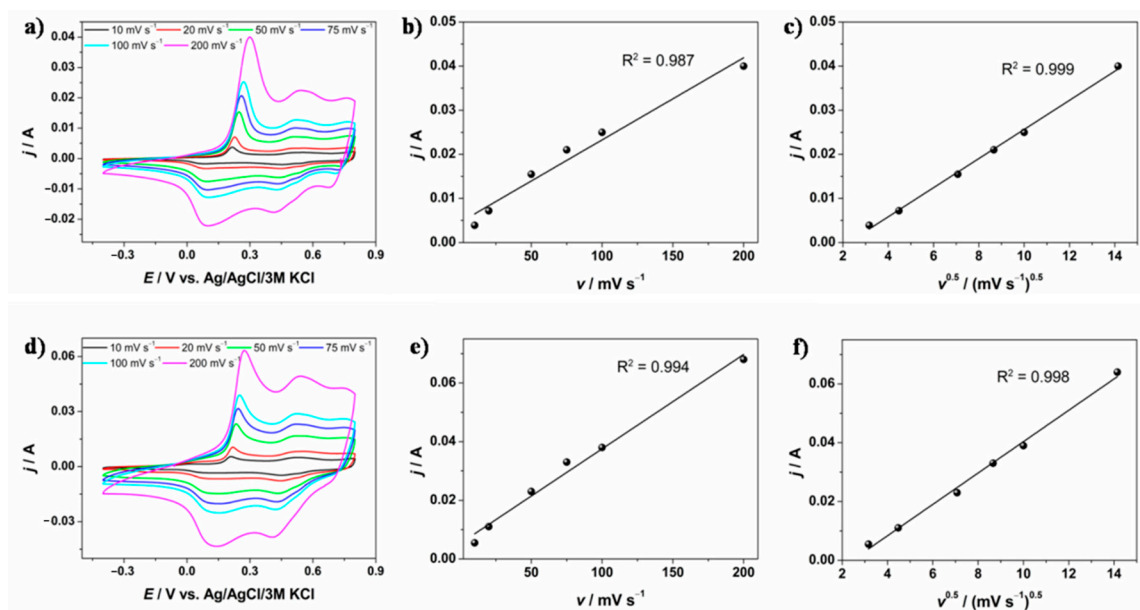 a)
10 mV s⁻¹ 20 mV s⁻¹ 50 mV s⁻¹ 75 mV s⁻¹
100 mV s⁻¹ 200 mV s⁻¹
0.04
0.03
0.02
0.01
0.00
−0.01
−0.02
j / A
−0.3 0.0 0.3 0.6 0.9
E / V vs. Ag/AgCl/3M KCl
b)
R² = 0.987
0.05
0.04
0.03
0.02
0.01
0.00
j / A
50 100 150 200
v / mV s⁻¹
c)
R² = 0.999
0.05
0.04
0.03
0.02
0.01
0.00
j / A
2 4 6 8 10 12 14
v⁰·⁵ / (mV s⁻¹)⁰·⁵
d)
10 mV s⁻¹ 20 mV s⁻¹ 50 mV s⁻¹ 75 mV s⁻¹
100 mV s⁻¹ 200 mV s⁻¹
0.06
0.03
0.00
−0.03
j / A
−0.3 0.0 0.3 0.6 0.9
E / V vs. Ag/AgCl/3M KCl
e)
R² = 0.994
0.06
0.04
0.02
0.00
j / A
50 100 150 200
v / mV s⁻¹
f)
R² = 0.998
0.06
0.04
0.02
0.00
j / A
2 4 6 8 10 12 14
v⁰·⁵ / (mV s⁻¹)⁰·⁵